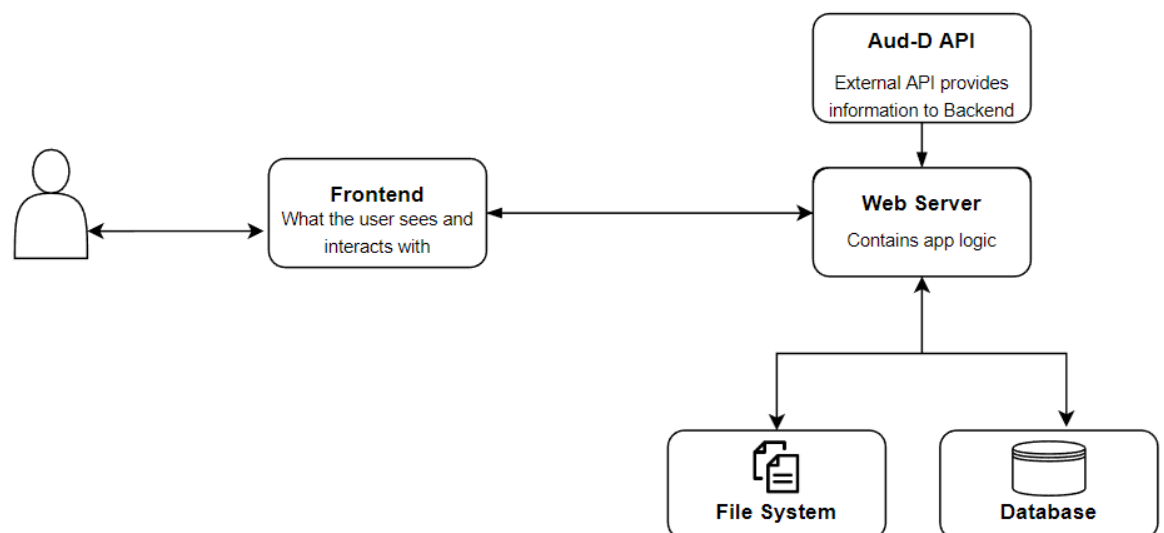 Aud-D API
External API provides
information to Backend
Frontend
What the user sees and
interacts with
Web Server
Contains app logic
File System
Database